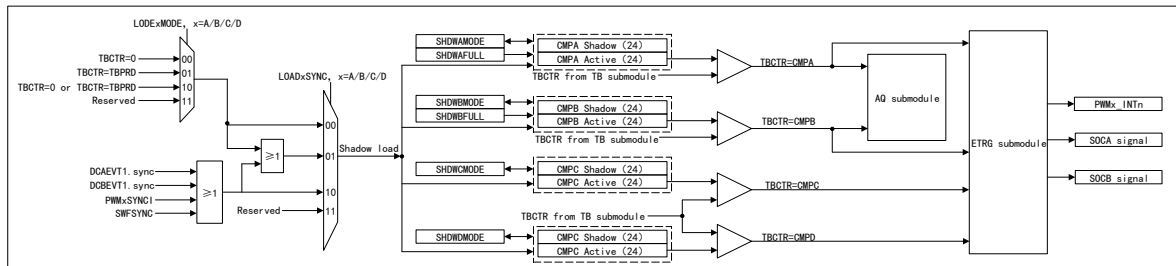 LODExMODE, x=A/B/C/D
TBCTR=0
00
TBCTR=TBPRD
01
TBCTR=0 or TBCTR=TBPRD
10
Reserved
11
LOADxSYNC, x=A/B/C/D
00
01
10
11
≥1
DCAEVT1.sync
DCBEVT1.sync
PWMxSYNCI
SWFSYNC
≥1
Reserved
Shadow load
SHDWAMODE
SHDWAFULL
CMPA Shadow (24)
CMPA Active (24)
TBCTR from TB submodule
TBCTR=CMPA
SHDWBMODE
SHDWBFULL
CMPB Shadow (24)
CMPB Active (24)
TBCTR from TB submodule
TBCTR=CMPB
AQ submodule
SHDWCMODE
CMPC Shadow (24)
CMPC Active (24)
TBCTR=CMPC
TBCTR from TB submodule
SHDWDMODE
CMPC Shadow (24)
CMPC Active (24)
TBCTR=CMPD
ETRG submodule
PWMx_INTn
SOCA signal
SOCB signal